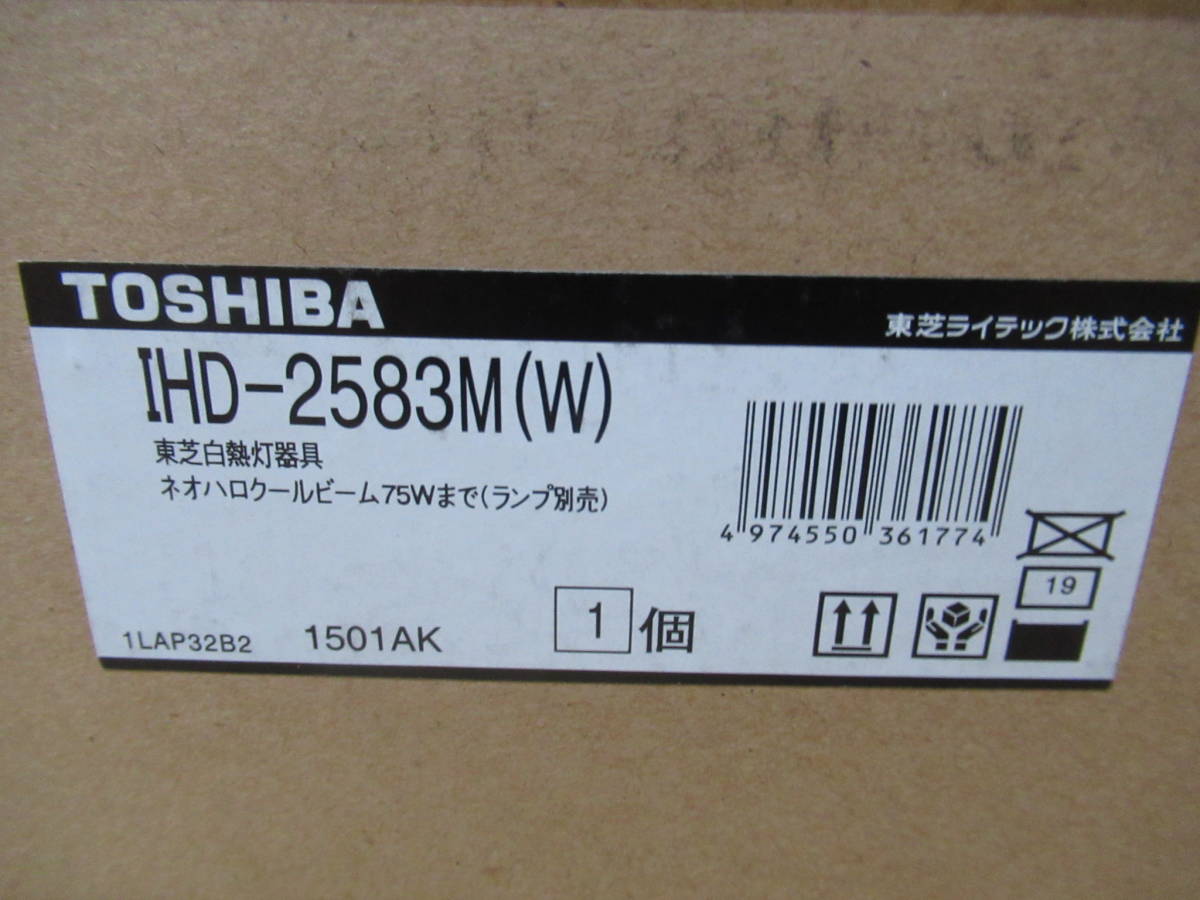 TOSHIBA
東芝ライテック株式会社
IHD-2583M(W)
東芝白熱灯器具
ネオハロクールビーム75Wまで(ランプ別売)
4 974550 361774
19
1LAP32B2 1501AK 1 個